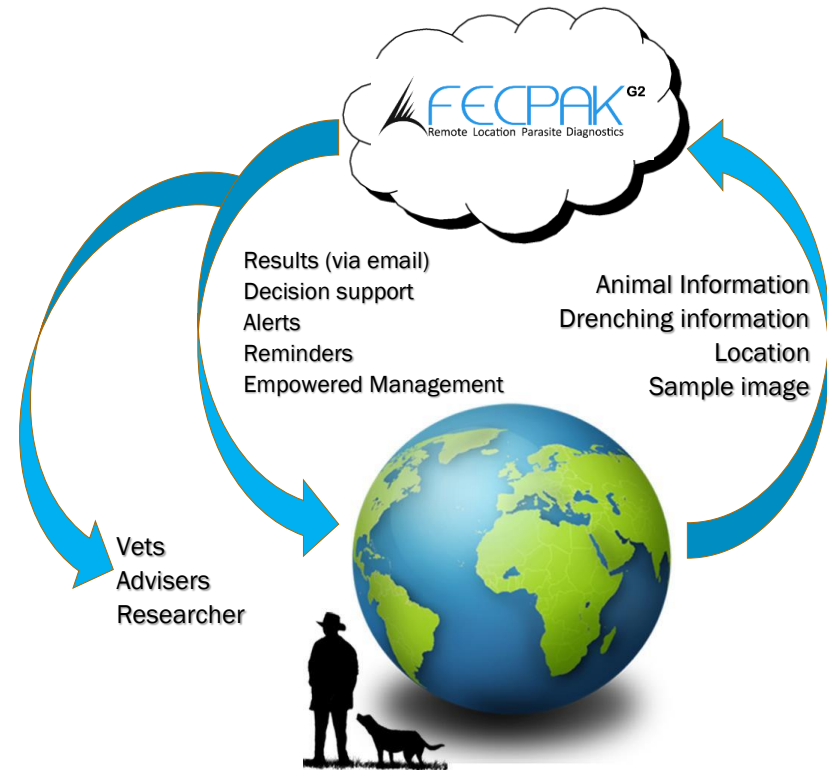 FECPAK G2
Remote Location Parasite Diagnostics
Results (via email)
Decision support
Alerts
Reminders
Empowered Management
Animal Information
Drenching information
Location
Sample image
Vets
Advisers
Researcher